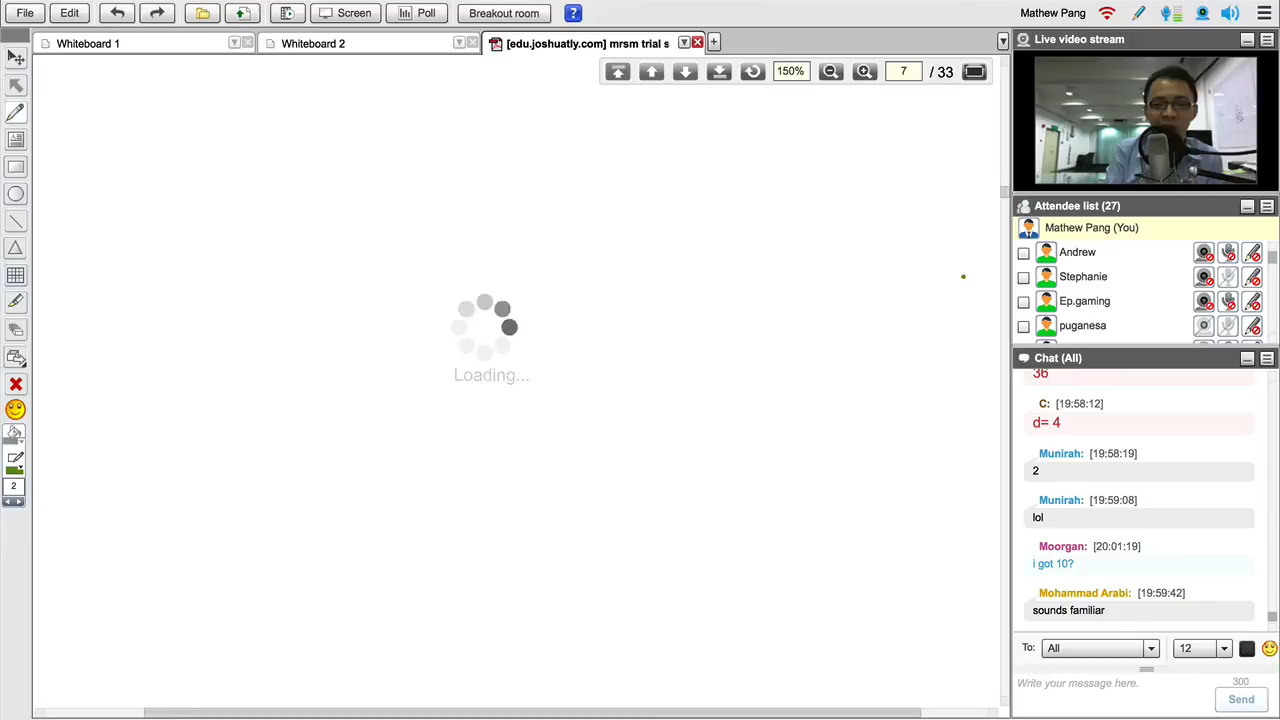 File Edit Screen Poll Breakout room ? Mathew Pang
Whiteboard 1 Whiteboard 2 [edu.joshuatly.com] mrsm trial s
150% 7 / 33
Loading...
2
Live video stream
Attendee list (27)
Mathew Pang (You)
Andrew
Stephanie
Ep.gaming
puganesa
Chat (All)
36
C: [19:58:12]
d= 4
Munirah: [19:58:19]
2
Munirah: [19:59:08]
lol
Moorgan: [20:01:19]
i got 10?
Mohammad Arabi: [19:59:42]
sounds familiar
To: All 12
Write your message here. 300
Send